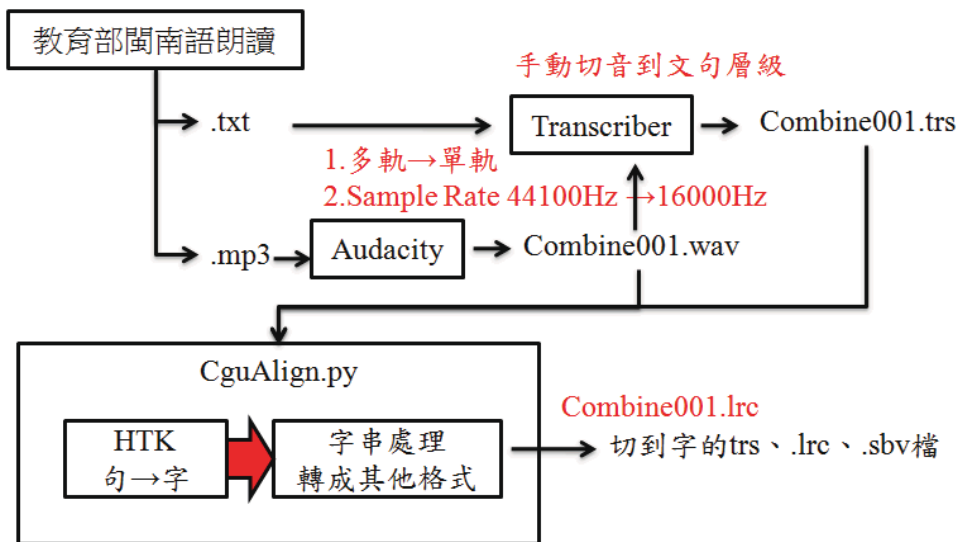 教育部閩南語朗讀
手動切音到文句層級
.txt
Transcriber
Combine001.trs
1.多軌→單軌
2.Sample Rate 44100Hz →16000Hz
.mp3
Audacity
Combine001.wav
CguAlign.py
HTK
句→字
字串處理
轉成其他格式
Combine001.lrc
切到字的trs、.lrc、.sbv檔